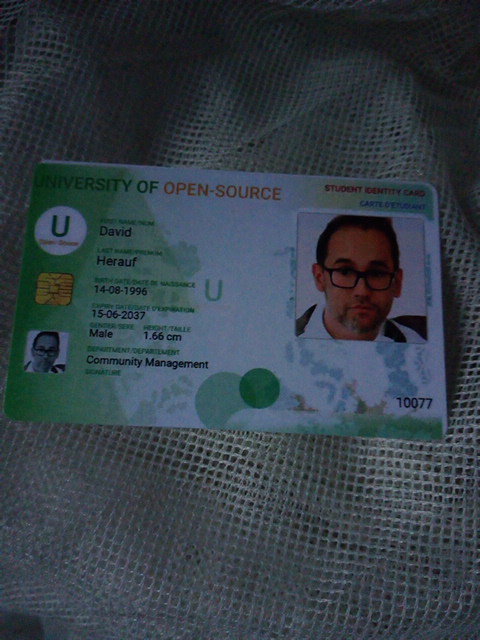 UNIVERSITY OF OPEN-SOURCE
STUDENT IDENTITY CARD
CARTE D'ETUDIANT
U
Open Source
FIRST NAME/NOM
David
LAST NAME/PRENOM
Herauf
BIRTH DATE/DATE DE NAISSANCE
14-08-1996
U
EXPIRY DATE/DATE D'EXPIRATION
15-06-2037
GENDER/SEXE HEIGHT/TAILLE
Male 1.66 cm
DEPARTMENT/DEPARTEMENT
Community Management
SIGNATURE
10077